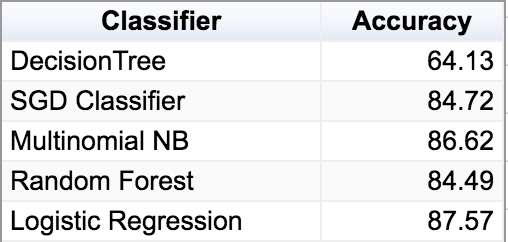 Classifier Accuracy
DecisionTree 64.13
SGD Classifier 84.72
Multinomial NB 86.62
Random Forest 84.49
Logistic Regression 87.57